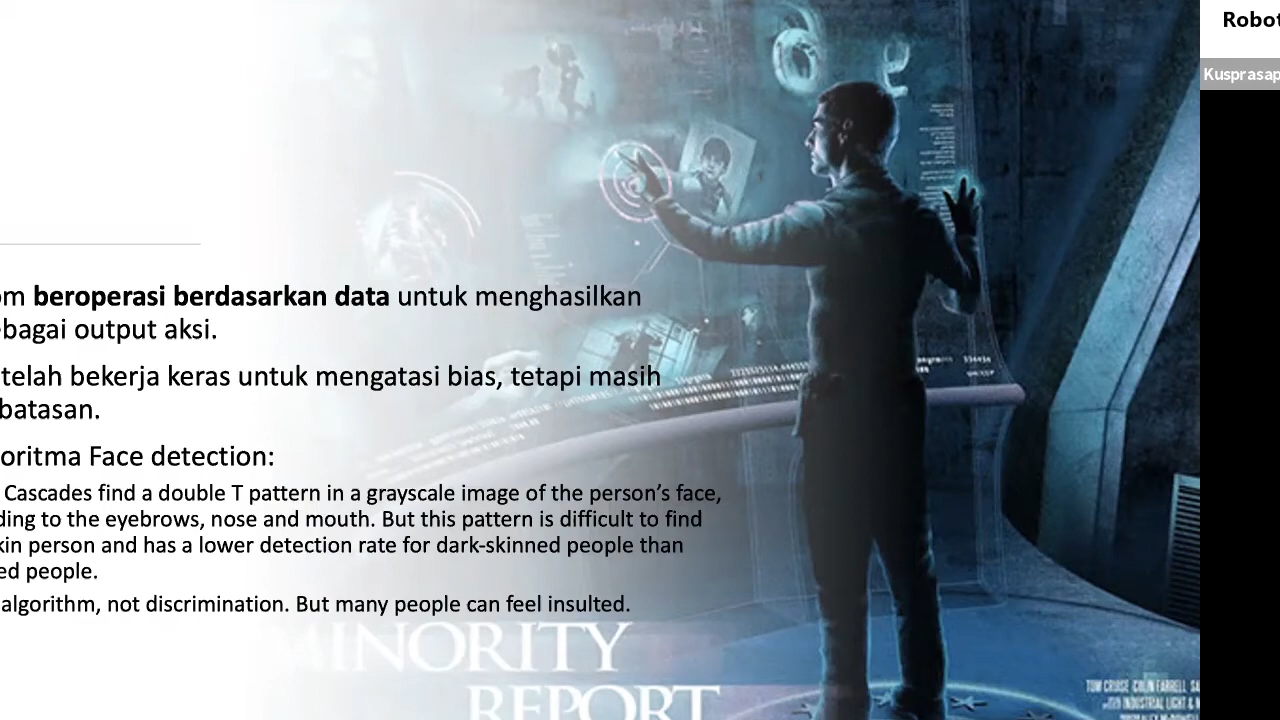 Robot
Kusprasap
om beroperasi berdasarkan data untuk menghasilkan
ebagai output aksi.
telah bekerja keras untuk mengatasi bias, tetapi masih
batasan.
oritma Face detection:
Cascades find a double T pattern in a grayscale image of the person’s face,
ding to the eyebrows, nose and mouth. But this pattern is difficult to find
kin person and has a lower detection rate for dark-skinned people than
ed people.
algorithm, not discrimination. But many people can feel insulted.
MINORITY
REPORT
TOM CRUISE COLIN FARRELL SA
INDUSTRIAL LIGHT & M